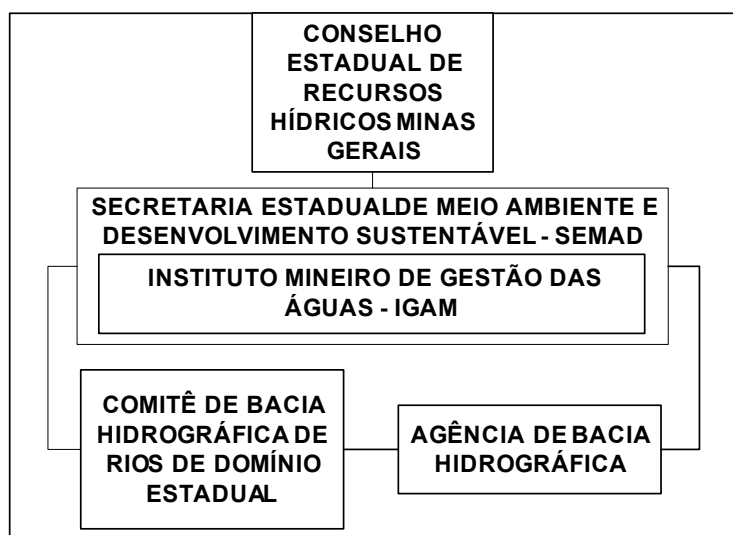 CONSELHO
ESTADUAL DE
RECURSOS
HÍDRICOS MINAS
GERAIS
SECRETARIA ESTADUALDE MEIO AMBIENTE E
DESENVOLVIMENTO SUSTENTÁVEL - SEMAD
INSTITUTO MINEIRO DE GESTÃO DAS
ÁGUAS - IGAM
COMITÊ DE BACIA
HIDROGRÁFICA DE
RIOS DE DOMÍNIO
ESTADUAL
AGÊNCIA DE BACIA
HIDROGRÁFICA